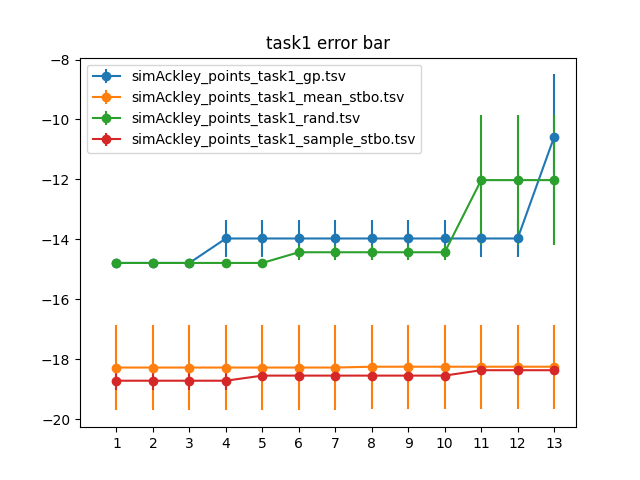 task1 error bar
simAckley_points_task1_gp.tsv
simAckley_points_task1_mean_stbo.tsv
simAckley_points_task1_rand.tsv
simAckley_points_task1_sample_stbo.tsv
−8
−10
−12
−14
−16
−18
−20
1 2 3 4 5 6 7 8 9 10 11 12 13